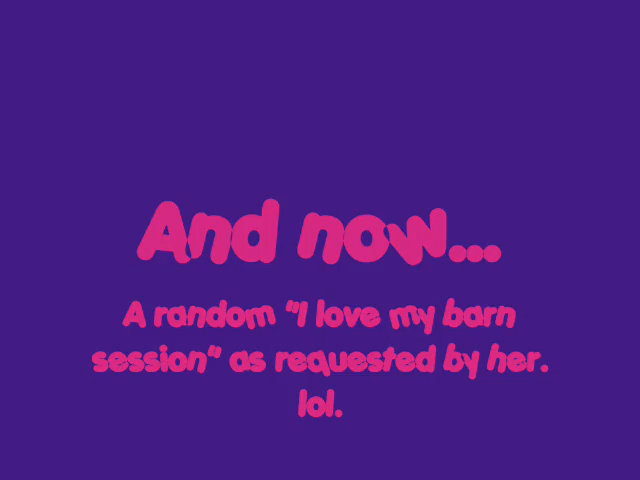 And now...
A random "I love my barn
session" as requested by her.
lol.